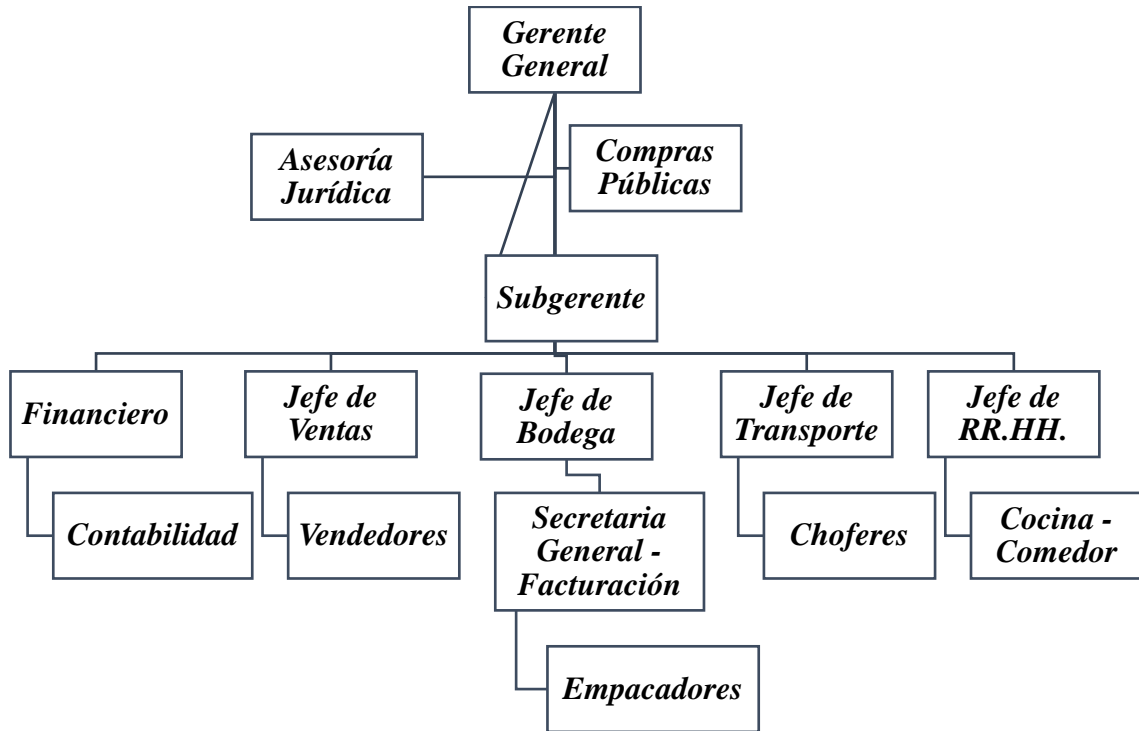 Gerente
General
Asesoría
Jurídica
Compras
Públicas
Subgerente
Financiero
Jefe de
Ventas
Jefe de
Bodega
Jefe de
Transporte
Jefe de
RR.HH.
Contabilidad
Vendedores
Secretaria
General -
Facturación
Choferes
Cocina -
Comedor
Empacadores